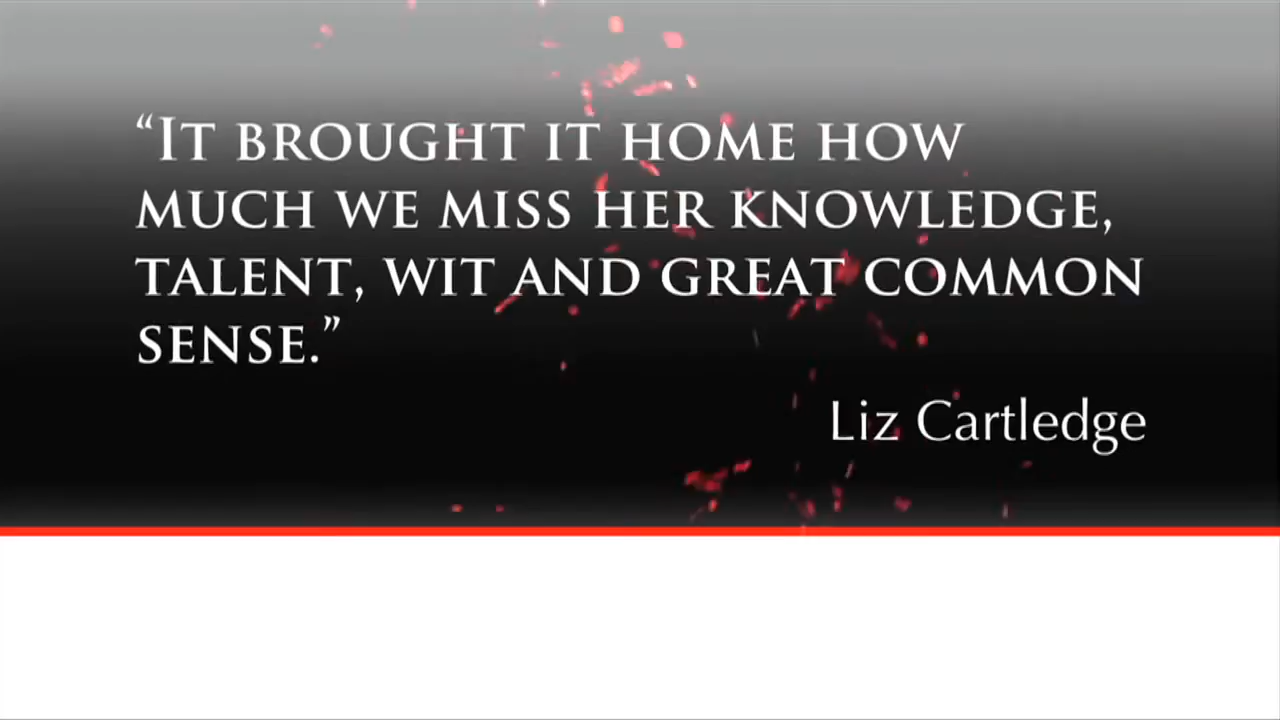 “It brought it home how
much we miss her knowledge,
talent, wit and great common
sense.”
Liz Cartledge